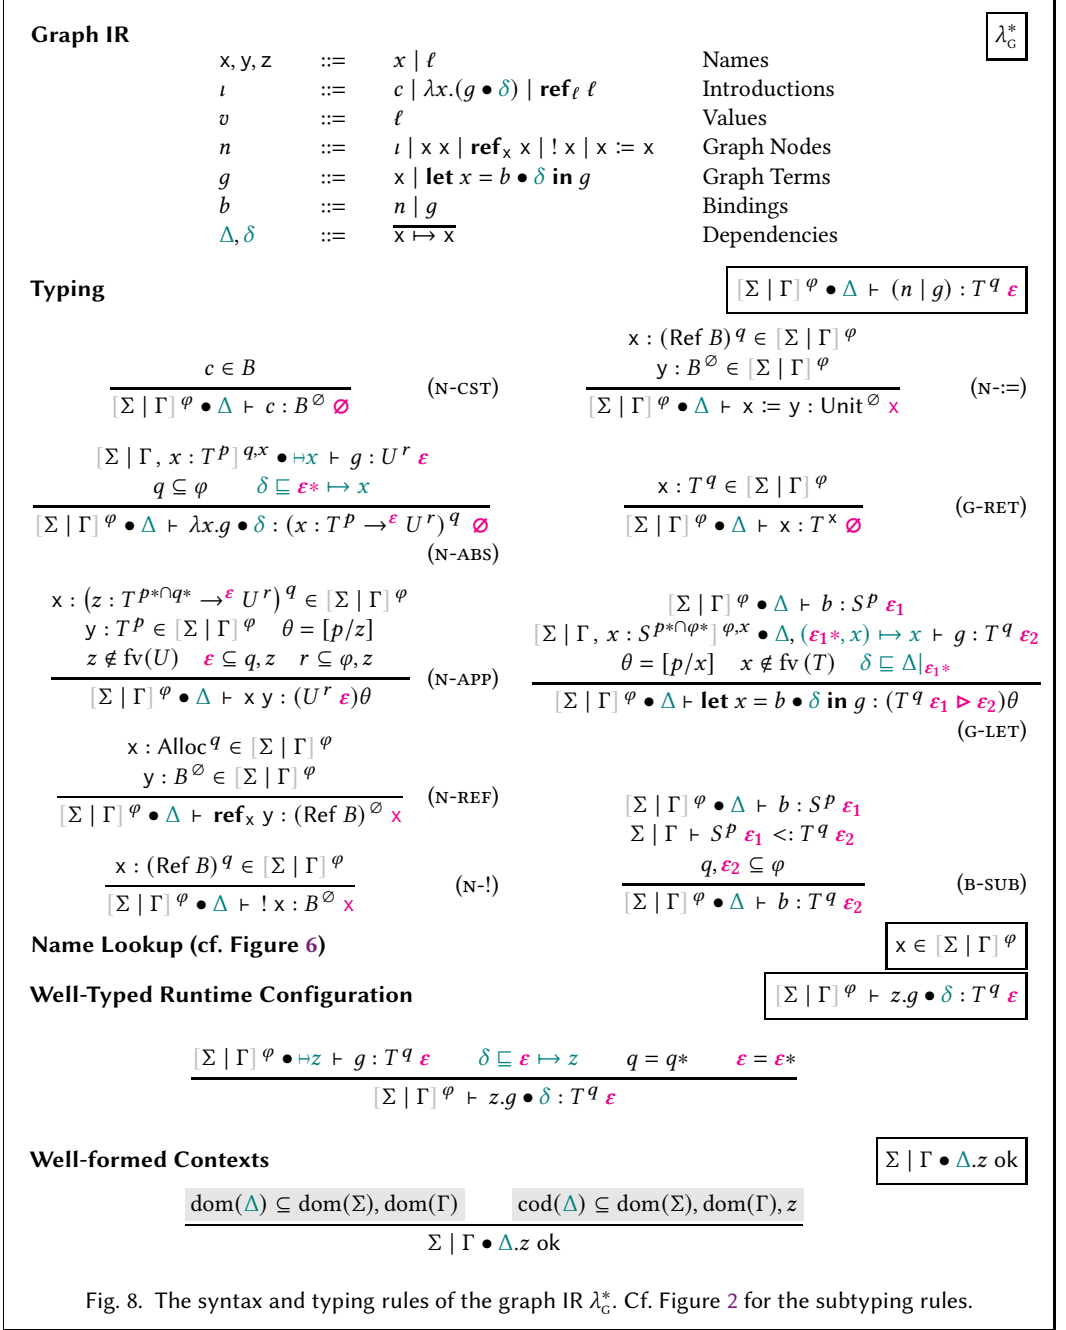 Graph IR λ*G
x, y, z ::= x | ℓ Names
ι ::= c | λx.(g • δ) | ref_ℓ ℓ Introductions
v ::= ℓ Values
n ::= ι | x x | ref_x x | ! x | x := x Graph Nodes
g ::= x | let x = b • δ in g Graph Terms
b ::= n | g Bindings
Δ, δ ::= x ↦ x Dependencies
Typing [Σ | Γ]^φ • Δ ⊢ (n | g) : T^q ε
c ∈ B
[Σ | Γ]^φ • Δ ⊢ c : B^∅ ∅
(N-CST)
x : (Ref B)^q ∈ [Σ | Γ]^φ
y : B^∅ ∈ [Σ | Γ]^φ
[Σ | Γ]^φ • Δ ⊢ x := y : Unit^∅ x
(N-:=)
[Σ | Γ, x : T^p]^{q,x} • ↦x ⊢ g : U^r ε
q ⊆ φ δ ⊑ ε* ↦ x
[Σ | Γ]^φ • Δ ⊢ λx.g • δ : (x : T^p →^ε U^r)^q ∅
(N-ABS)
x : T^q ∈ [Σ | Γ]^φ
[Σ | Γ]^φ • Δ ⊢ x : T^x ∅
(G-RET)
x : (z : T^{p*∩q*} →^ε U^r)^q ∈ [Σ | Γ]^φ
y : T^p ∈ [Σ | Γ]^φ θ = [p/z]
z ∉ fv(U) ε ⊆ q, z r ⊆ φ, z
[Σ | Γ]^φ • Δ ⊢ x y : (U^r ε)θ
(N-APP)
[Σ | Γ]^φ • Δ ⊢ b : S^p ε₁
[Σ | Γ, x : S^{p*∩φ*}]^{φ,x} • Δ, (ε₁*, x) ↦ x ⊢ g : T^q ε₂
θ = [p/x] x ∉ fv (T) δ ⊑ Δ|_{ε₁*}
[Σ | Γ]^φ • Δ ⊢ let x = b • δ in g : (T^q ε₁ ▷ ε₂)θ
(G-LET)
x : Alloc^q ∈ [Σ | Γ]^φ
y : B^∅ ∈ [Σ | Γ]^φ
[Σ | Γ]^φ • Δ ⊢ ref_x y : (Ref B)^∅ x
(N-REF)
[Σ | Γ]^φ • Δ ⊢ b : S^p ε₁
Σ | Γ ⊢ S^p ε₁ <: T^q ε₂
q, ε₂ ⊆ φ
[Σ | Γ]^φ • Δ ⊢ b : T^q ε₂
(B-SUB)
x : (Ref B)^q ∈ [Σ | Γ]^φ
[Σ | Γ]^φ • Δ ⊢ ! x : B^∅ x
(N-!)
Name Lookup (cf. Figure 6) x ∈ [Σ | Γ]^φ
Well-Typed Runtime Configuration [Σ | Γ]^φ ⊢ z.g • δ : T^q ε
[Σ | Γ]^φ • ↦z ⊢ g : T^q ε δ ⊑ ε ↦ z q = q* ε = ε*
[Σ | Γ]^φ ⊢ z.g • δ : T^q ε
Well-formed Contexts Σ | Γ • Δ.z ok
dom(Δ) ⊆ dom(Σ), dom(Γ) cod(Δ) ⊆ dom(Σ), dom(Γ), z
Σ | Γ • Δ.z ok
Fig. 8. The syntax and typing rules of the graph IR λ*G. Cf. Figure 2 for the subtyping rules.